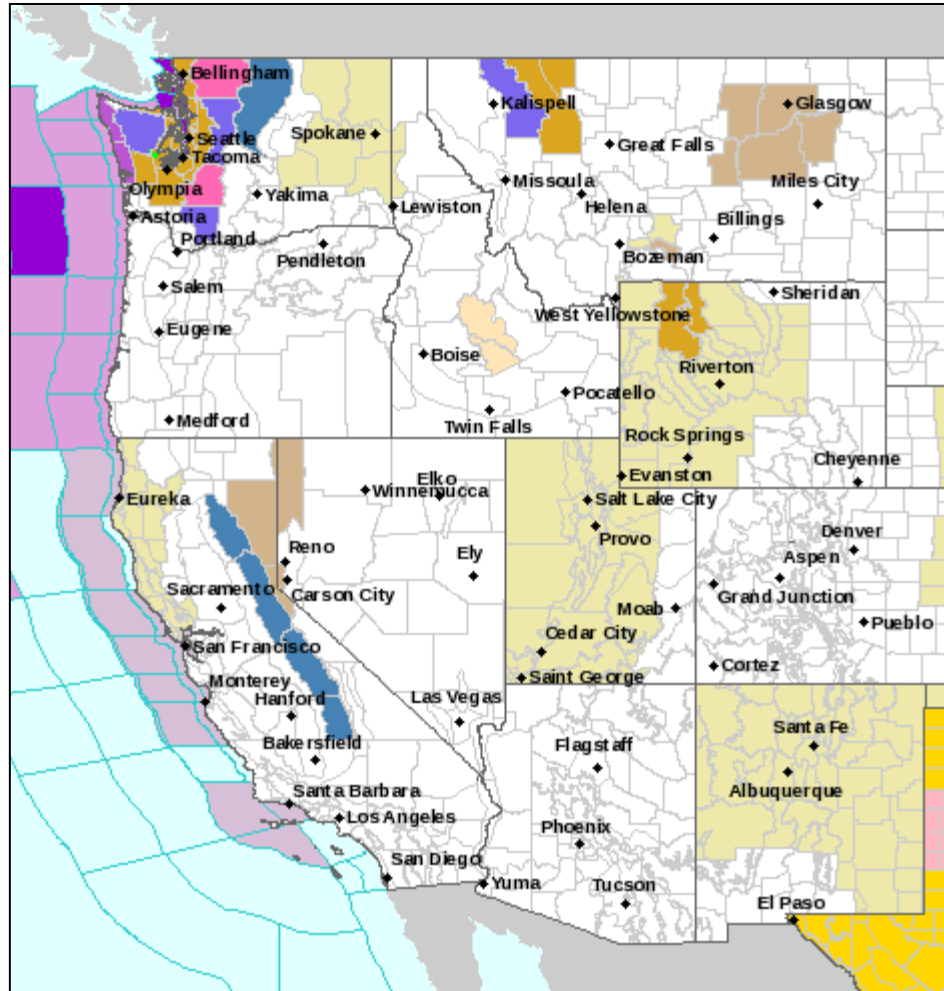 Bellingham
Kalispell
Glasgow
Spokane
Seattle
Great Falls
Tacoma
Missoula
Miles City
Olympia
Yakima
Lewiston
Helena
Astoria
Billings
Portland
Pendleton
Bozeman
Salem
West Yellowstone
Sheridan
Eugene
Boise
Riverton
Pocatello
Medford
Twin Falls
Rock Springs
Cheyenne
Elko
Evanston
Eureka
Winnemucca
Salt Lake City
Denver
Provo
Reno
Ely
Aspen
Sacramento
Carson City
Grand Junction
Moab
Pueblo
Cedar City
San Francisco
Cortez
Saint George
Monterey
Hanford
Las Vegas
Santa Fe
Bakersfield
Flagstaff
Albuquerque
Santa Barbara
Los Angeles
Phoenix
San Diego
Yuma
Tucson
El Paso